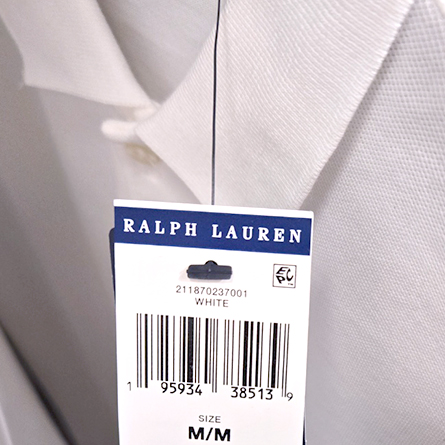 RALPH LAUREN
211870237001
WHITE
1 95934 38513 9
SIZE
M/M